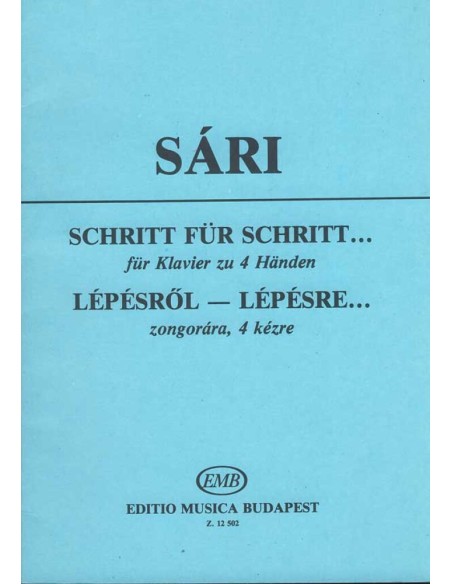 SÁRI
SCHRITT FÜR SCHRITT...
für Klavier zu 4 Händen
LÉPÉSRŐL — LÉPÉSRE...
zongorára, 4 kézre
EMB
EDITIO MUSICA BUDAPEST
Z. 12 502